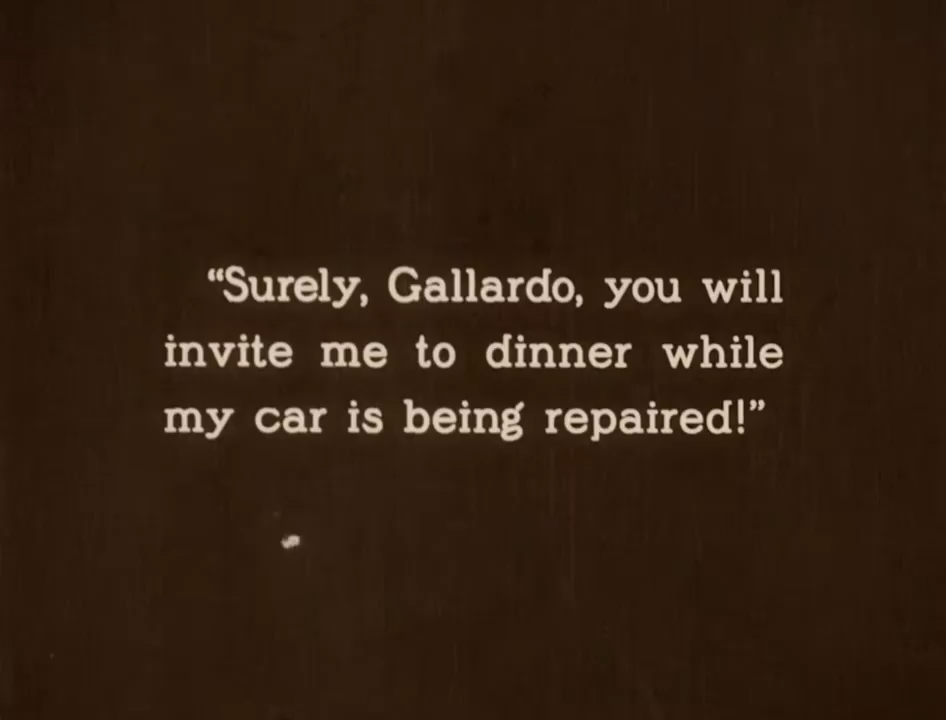 “Surely, Gallardo, you will
invite me to dinner while
my car is being repaired!”